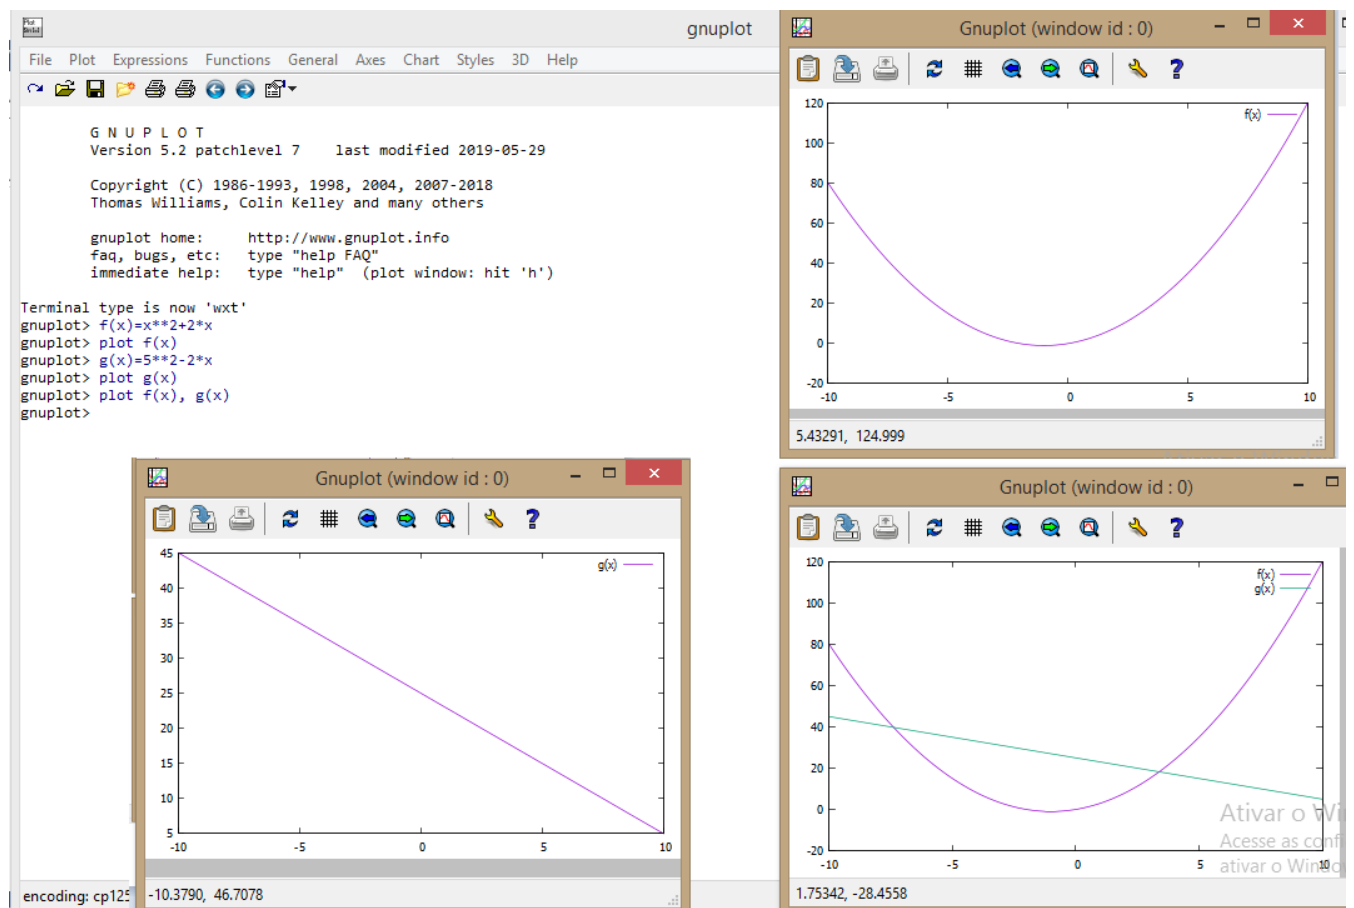 gnuplot
File Plot Expressions Functions General Axes Chart Styles 3D Help
G N U P L O T
Version 5.2 patchlevel 7    last modified 2019-05-29
Copyright (C) 1986-1993, 1998, 2004, 2007-2018
Thomas Williams, Colin Kelley and many others
gnuplot home:     http://www.gnuplot.info
faq, bugs, etc:   type "help FAQ"
immediate help:   type "help"  (plot window: hit 'h')
Terminal type is now 'wxt'
gnuplot> f(x)=x**2+2*x
gnuplot> plot f(x)
gnuplot> g(x)=5**2-2*x
gnuplot> plot g(x)
gnuplot> plot f(x), g(x)
gnuplot>
encoding: cp125
Gnuplot (window id : 0)
120
f(x)
100
80
60
40
20
0
-20
-10 -5 0 5 10
5.43291, 124.999
Gnuplot (window id : 0)
45
g(x)
40
35
30
25
20
15
10
5
-10 -5 0 5 10
-10.3790, 46.7078
Gnuplot (window id : 0)
120
f(x)
g(x)
100
80
60
40
20
0
-20
-10 -5 0 5 10
1.75342, -28.4558
Ativar o Wi
Acesse as conf
ativar o Windo